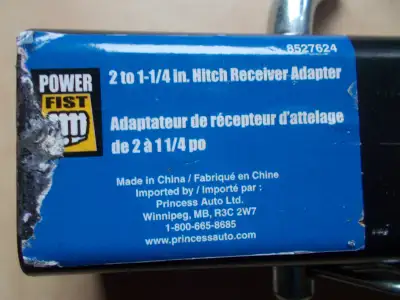 8527624
POWER
FIST
2 to 1-1/4 in. Hitch Receiver Adapter
Adaptateur de récepteur d'attelage
de 2 à 1 1/4 po
Made in China / Fabriqué en Chine
Imported by / Importé par :
Princess Auto Ltd.
Winnipeg, MB, R3C 2W7
1-800-665-8685
www.princessauto.com